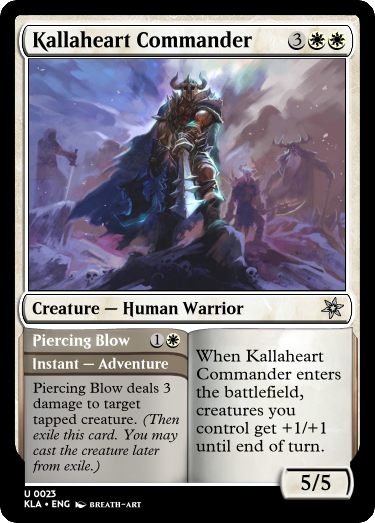 Kallaheart Commander 3
Creature — Human Warrior
Piercing Blow 1
Instant — Adventure
Piercing Blow deals 3
damage to target
tapped creature. (Then
exile this card. You may
cast the creature later
from exile.)
When Kallaheart
Commander enters
the battlefield,
creatures you
control get +1/+1
until end of turn.
5/5
U 0023
KLA • ENG BREATH-ART